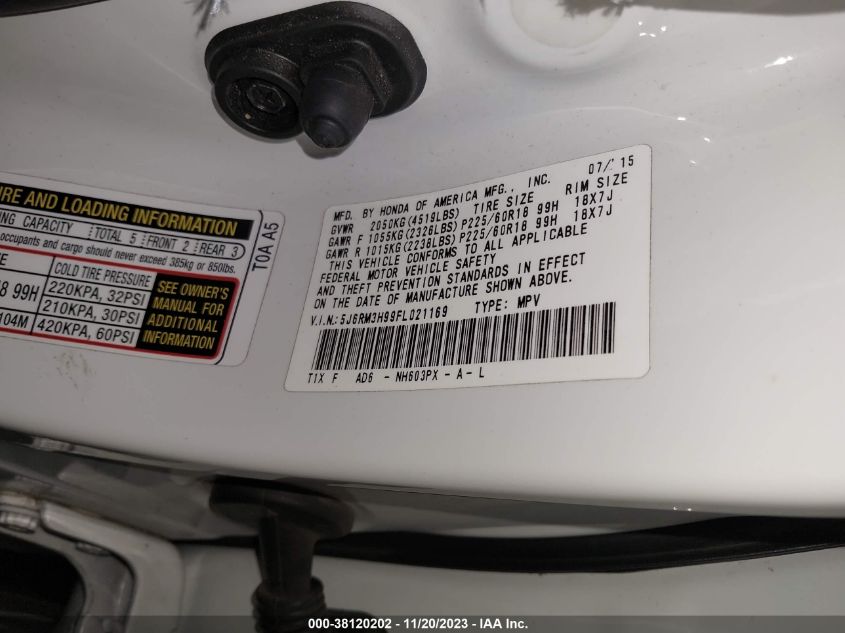 IRE AND LOADING INFORMATION
ING CAPACITY TOTAL 5 FRONT 2 REAR 3
occupants and cargo should never exceed 385kg or 850lbs.
COLD TIRE PRESSURE
8 99H 220KPA, 32PSI
210KPA, 30PSI
104M 420KPA, 60PSI
SEE OWNER'S
MANUAL FOR
ADDITIONAL
INFORMATION
T0A A5
MFD. BY HONDA OF AMERICA MFG., INC. 07/15
GVWR 2050KG(4519LBS) TIRE SIZE RIM SIZE
GAWR F 1055KG(2326LBS)P225/60R18 99H 18X7J
GAWR R 1015KG(2238LBS)P225/60R18 99H 18X7J
THIS VEHICLE CONFORMS TO ALL APPLICABLE
FEDERAL MOTOR VEHICLE SAFETY
AND THEFT PREVENTION STANDARDS IN EFFECT
ON THE DATE OF MANUFACTURE SHOWN ABOVE.
V.I.N.:5J6RM3H99FL021169 TYPE: MPV
T1X F AD6 - NH603PX - A - L
000-38120202 - 11/20/2023 - IAA Inc.